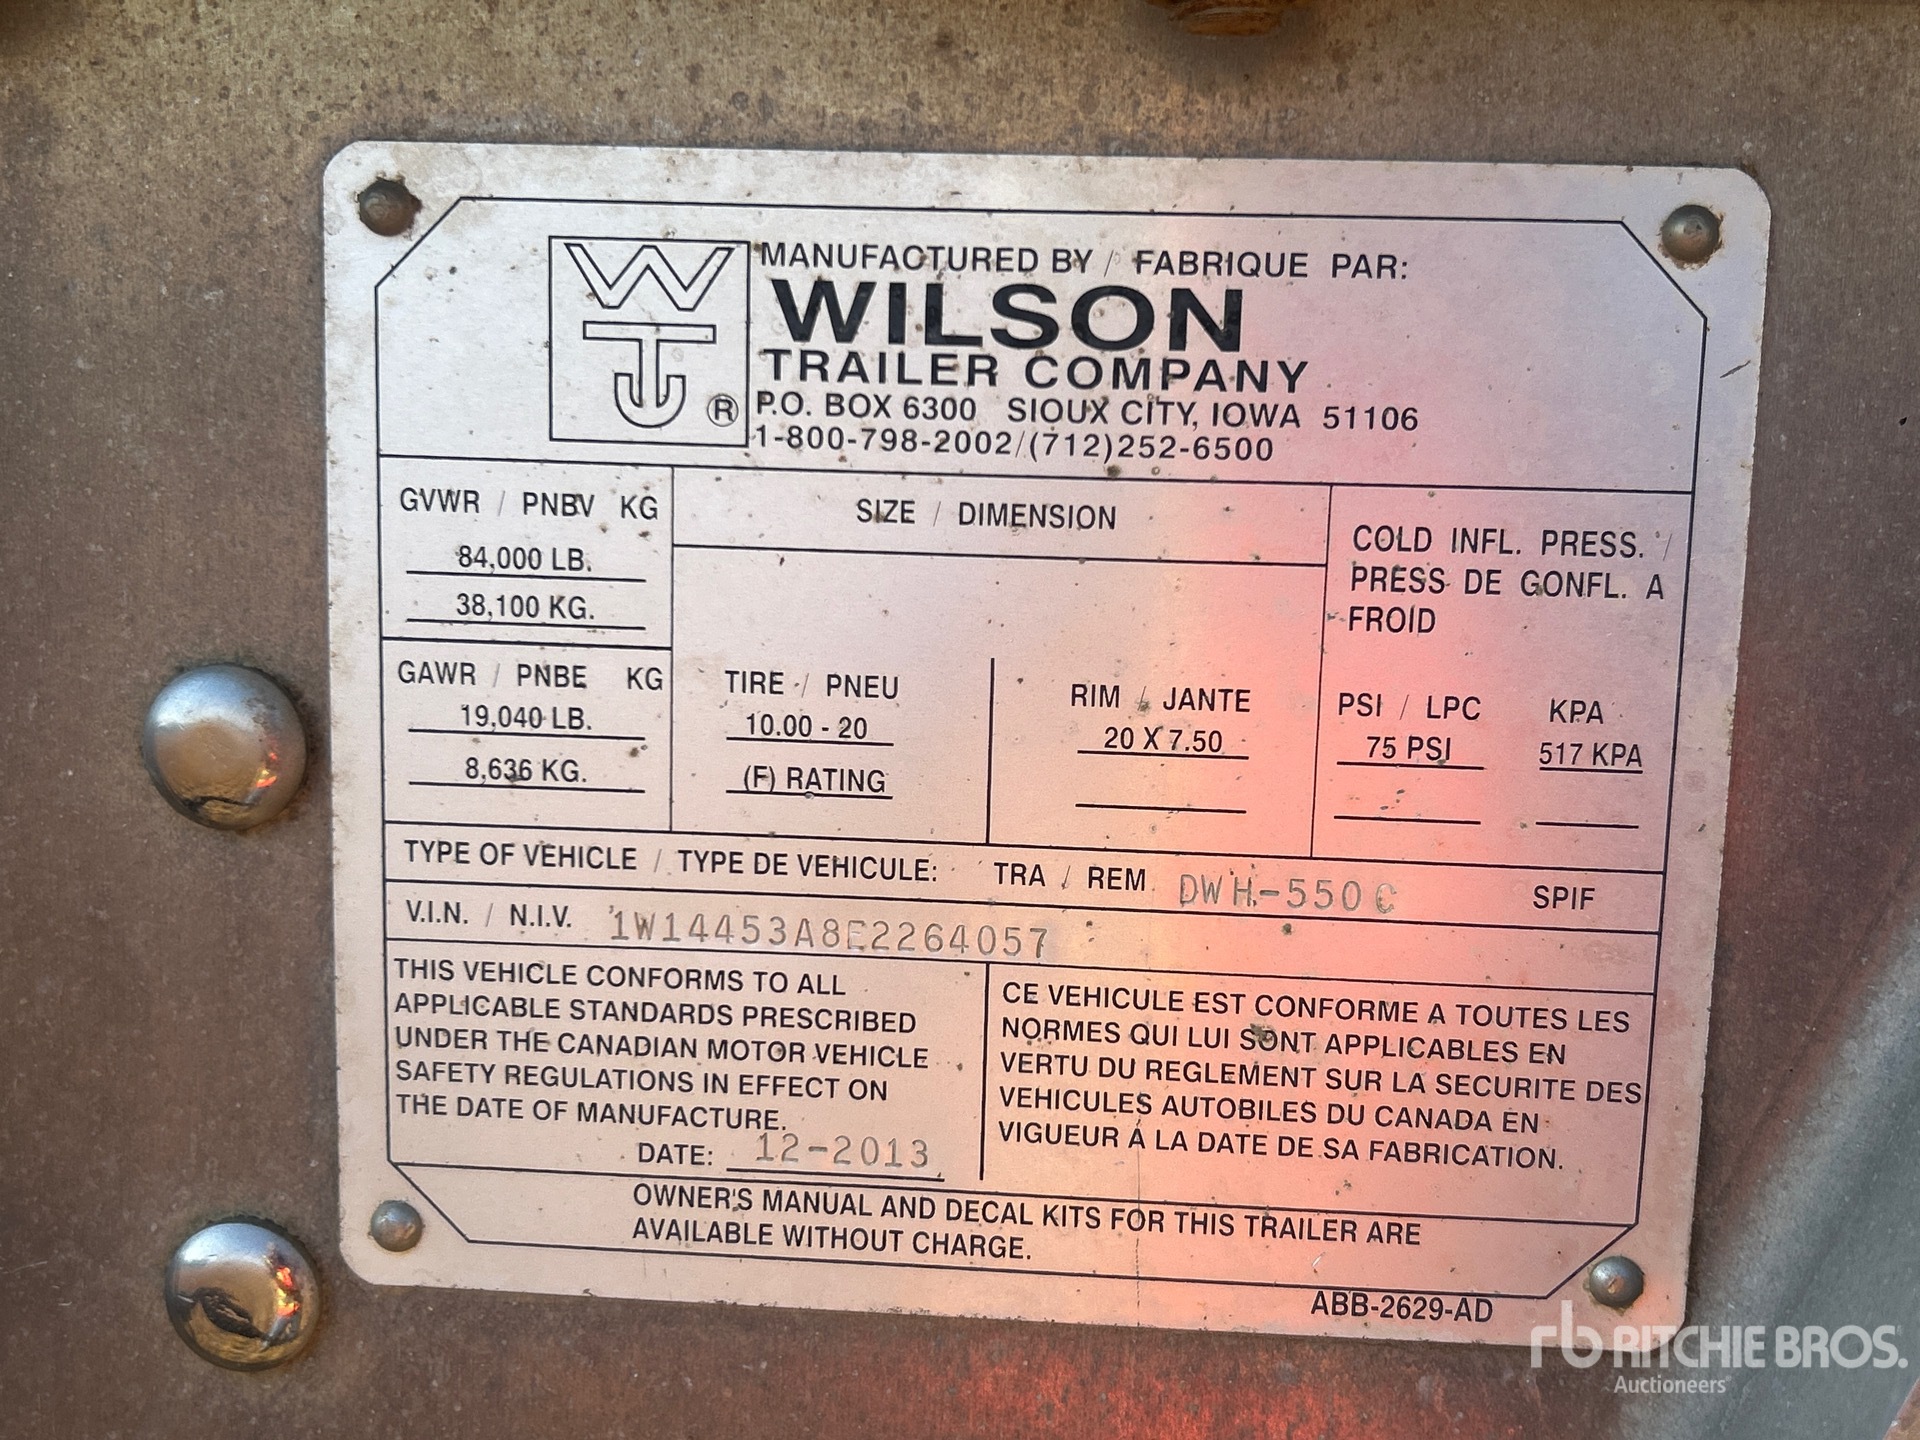 MANUFACTURED BY / FABRIQUE PAR:
WILSON
TRAILER COMPANY
P.O. BOX 6300 SIOUX CITY, IOWA 51106
1-800-798-2002/(712)252-6500
WTJ ®
GVWR / PNBV KG
84,000 LB.
38,100 KG.
GAWR / PNBE KG
19,040 LB.
8,636 KG.
SIZE / DIMENSION
TIRE / PNEU
10.00 - 20
(F) RATING
RIM / JANTE
20 X 7.50
COLD INFL. PRESS. /
PRESS DE GONFL. A
FROID
PSI / LPC KPA
75 PSI 517 KPA
TYPE OF VEHICLE / TYPE DE VEHICULE: TRA / REM DWH-550C SPIF
V.I.N. / N.I.V. 1W14453A8E2264057
THIS VEHICLE CONFORMS TO ALL
APPLICABLE STANDARDS PRESCRIBED
UNDER THE CANADIAN MOTOR VEHICLE
SAFETY REGULATIONS IN EFFECT ON
THE DATE OF MANUFACTURE.
DATE: 12-2013
CE VEHICULE EST CONFORME A TOUTES LES
NORMES QUI LUI SONT APPLICABLES EN
VERTU DU REGLEMENT SUR LA SECURITE DES
VEHICULES AUTOBILES DU CANADA EN
VIGUEUR A LA DATE DE SA FABRICATION.
OWNER'S MANUAL AND DECAL KITS FOR THIS TRAILER ARE
AVAILABLE WITHOUT CHARGE.
ABB-2629-AD
rb RITCHIE BROS.
Auctioneers